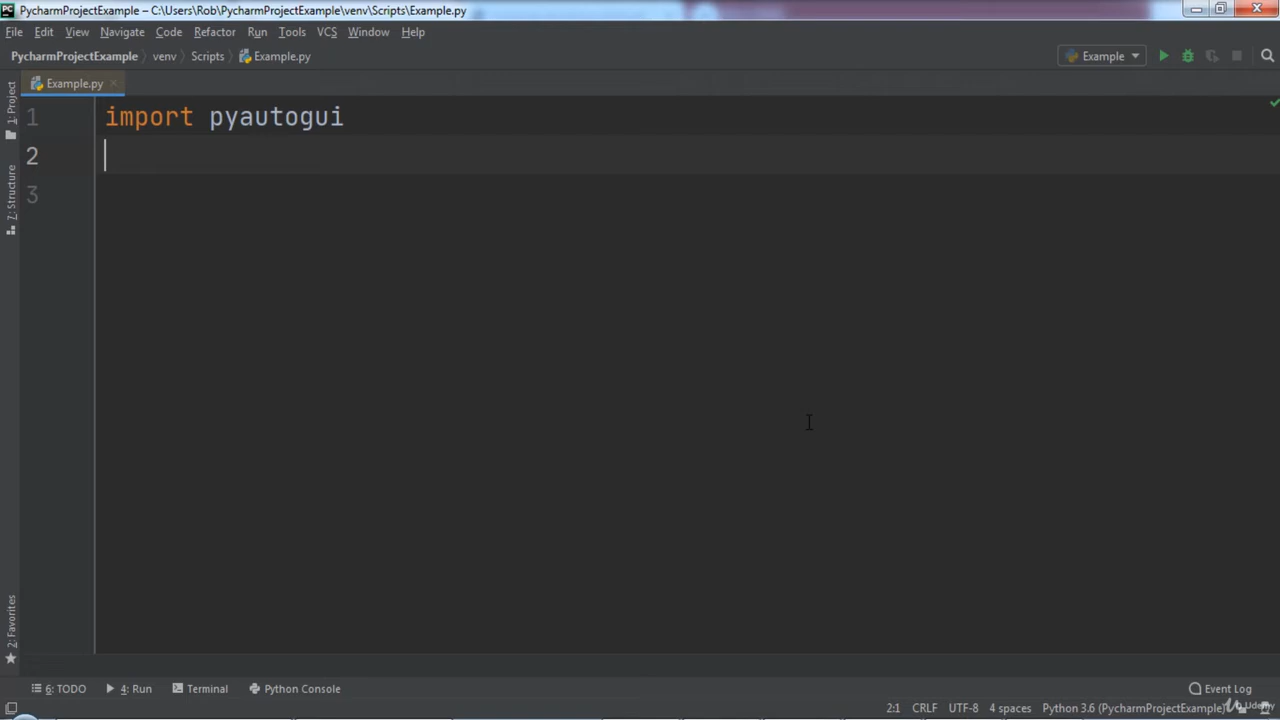 PC PycharmProjectExample – C:\Users\Rob\PycharmProjectExample\venv\Scripts\Example.py
File Edit View Navigate Code Refactor Run Tools VCS Window Help
PycharmProjectExample venv Scripts Example.py Example
Example.py
1 import pyautogui
2
3
1: Project
7: Structure
2: Favorites
6: TODO 4: Run Terminal Python Console Event Log
2:1 CRLF UTF-8 4 spaces Python 3.6 (PycharmProjectExample) Udemy